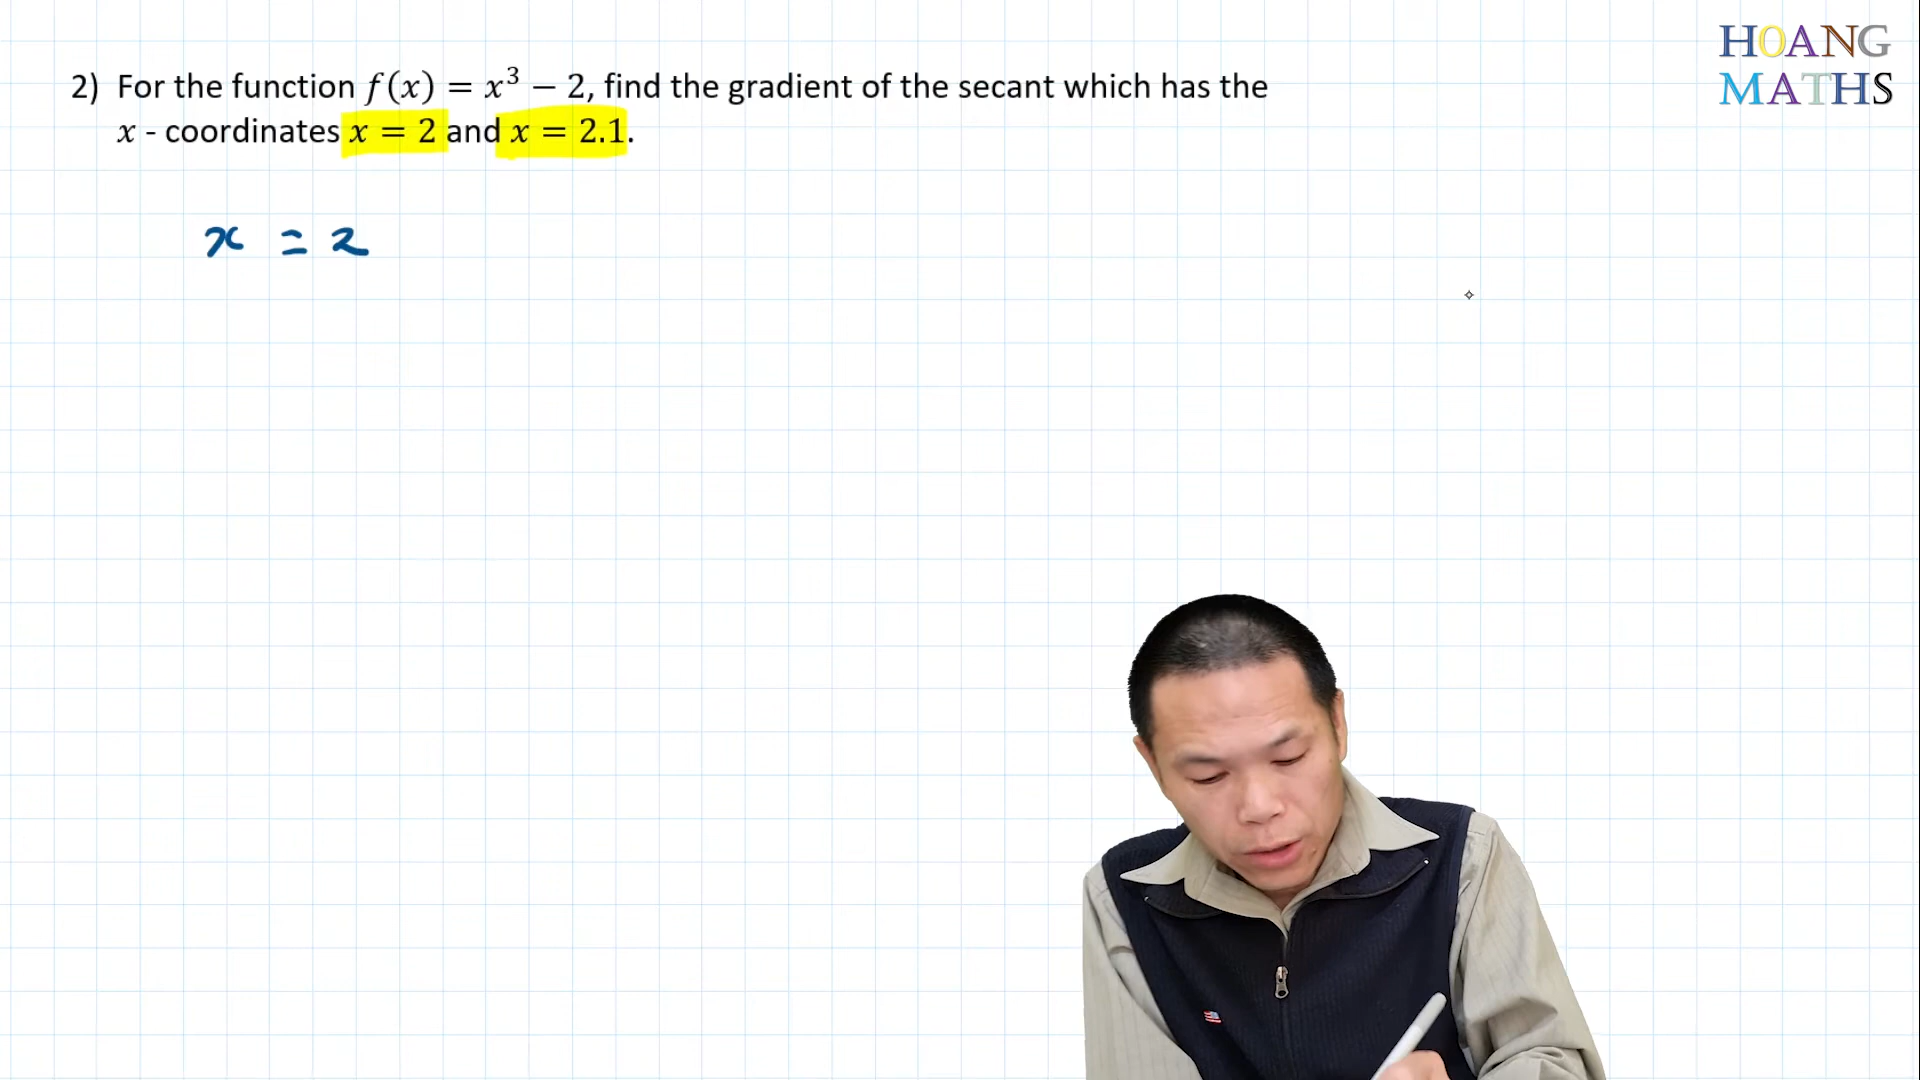 HOANG
MATHS
2) For the function f(x) = x³ − 2, find the gradient of the secant which has the
x - coordinates x = 2 and x = 2.1.
x = 2